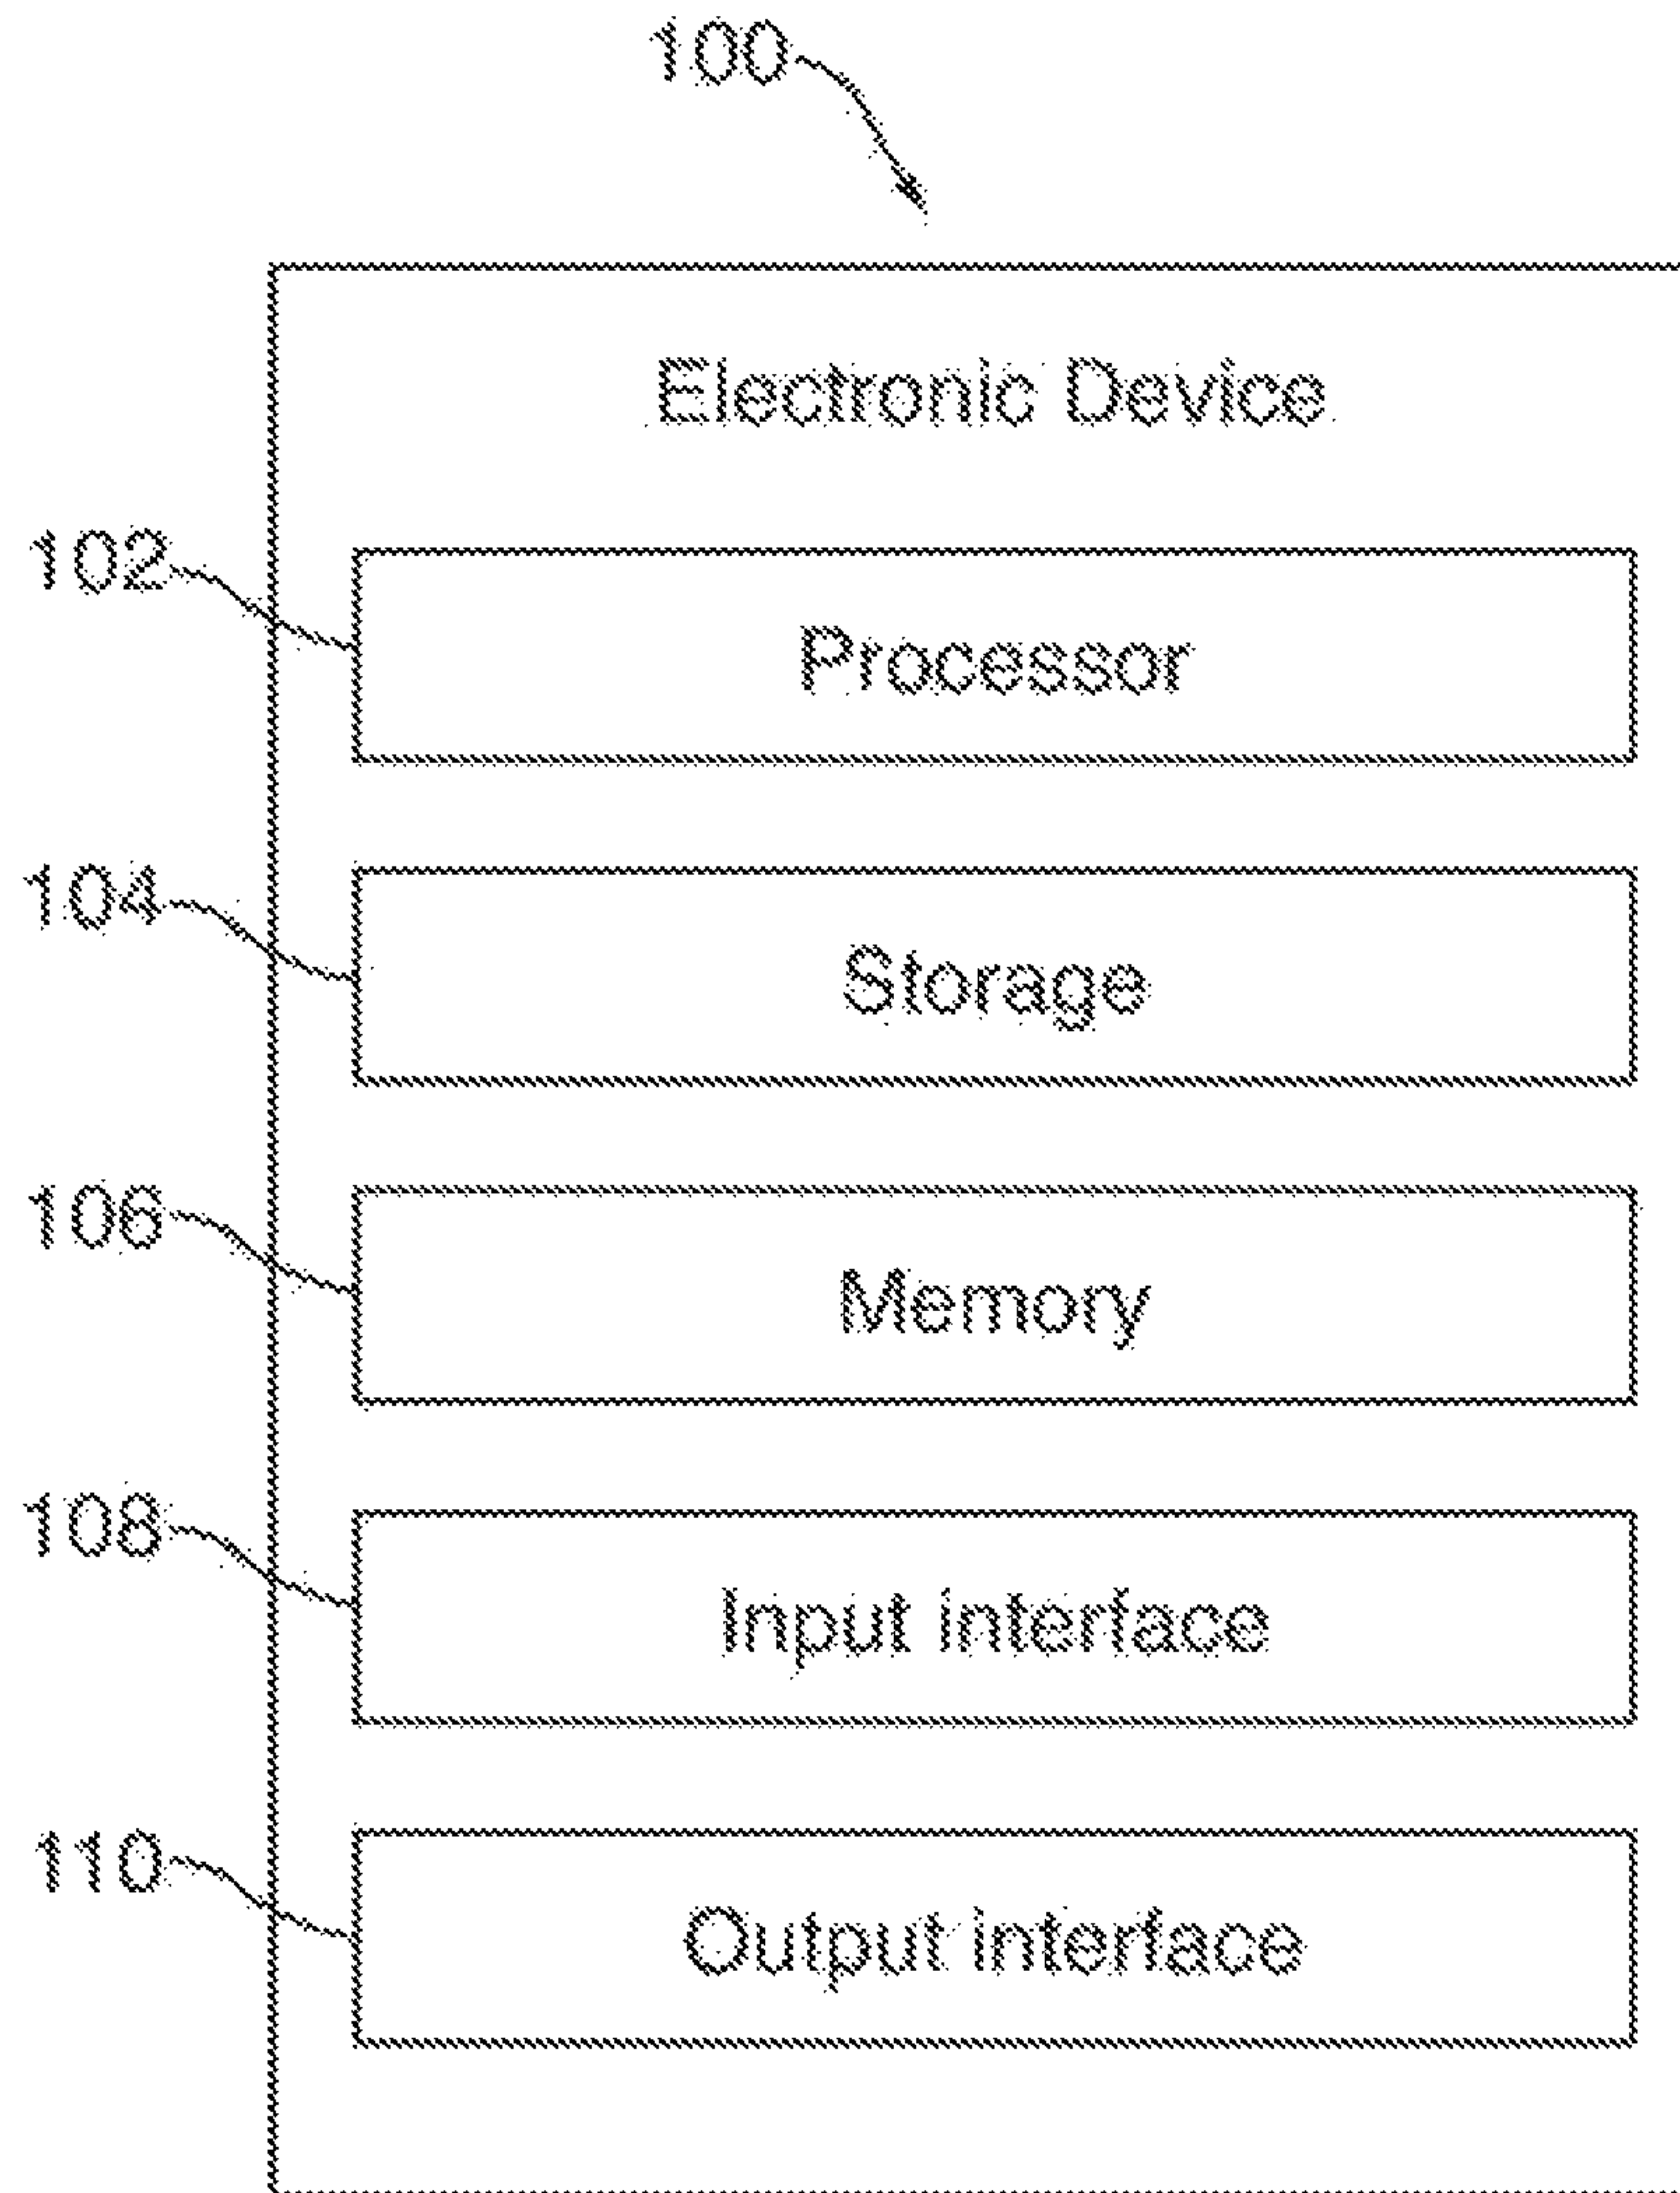 100
Electronic Device
102
Processor
104
Storage
106
Memory
108
Input interface
110
Output interface